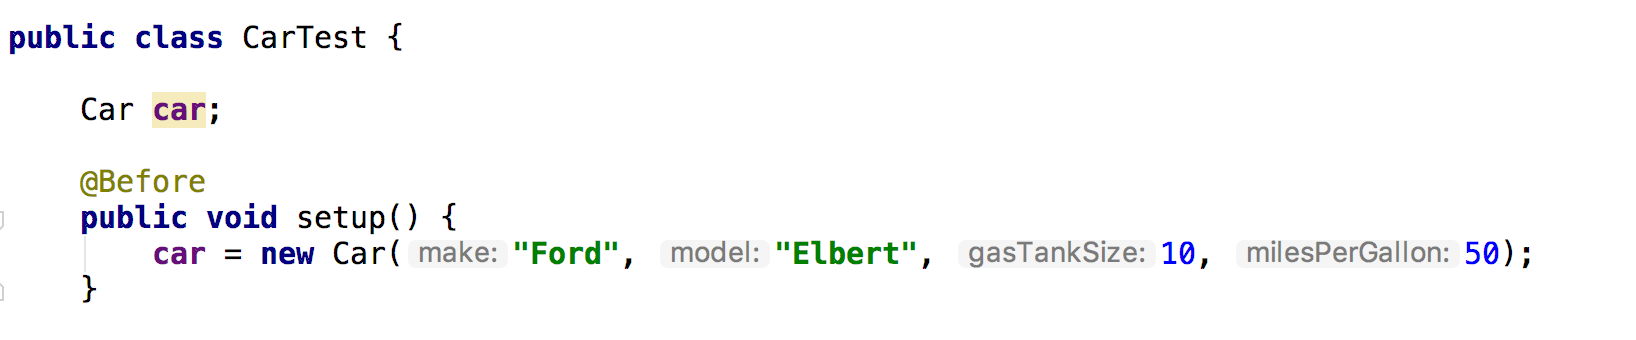 public class CarTest {
Car car;
@Before
public void setup() {
car = new Car( make: "Ford", model: "Elbert", gasTankSize: 10, milesPerGallon: 50);
}